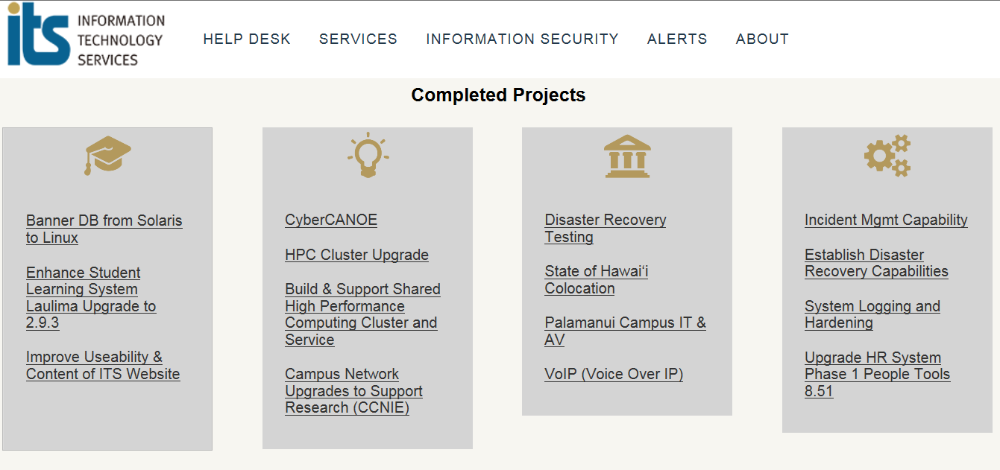 its INFORMATION
TECHNOLOGY
SERVICES
HELP DESK SERVICES INFORMATION SECURITY ALERTS ABOUT
Completed Projects
Banner DB from Solaris
to Linux
Enhance Student
Learning System
Laulima Upgrade to
2.9.3
Improve Useability &
Content of ITS Website
CyberCANOE
HPC Cluster Upgrade
Build & Support Shared
High Performance
Computing Cluster and
Service
Campus Network
Upgrades to Support
Research (CCNIE)
Disaster Recovery
Testing
State of Hawaiʻi
Colocation
Palamanui Campus IT &
AV
VoIP (Voice Over IP)
Incident Mgmt Capability
Establish Disaster
Recovery Capabilities
System Logging and
Hardening
Upgrade HR System
Phase 1 People Tools
8.51